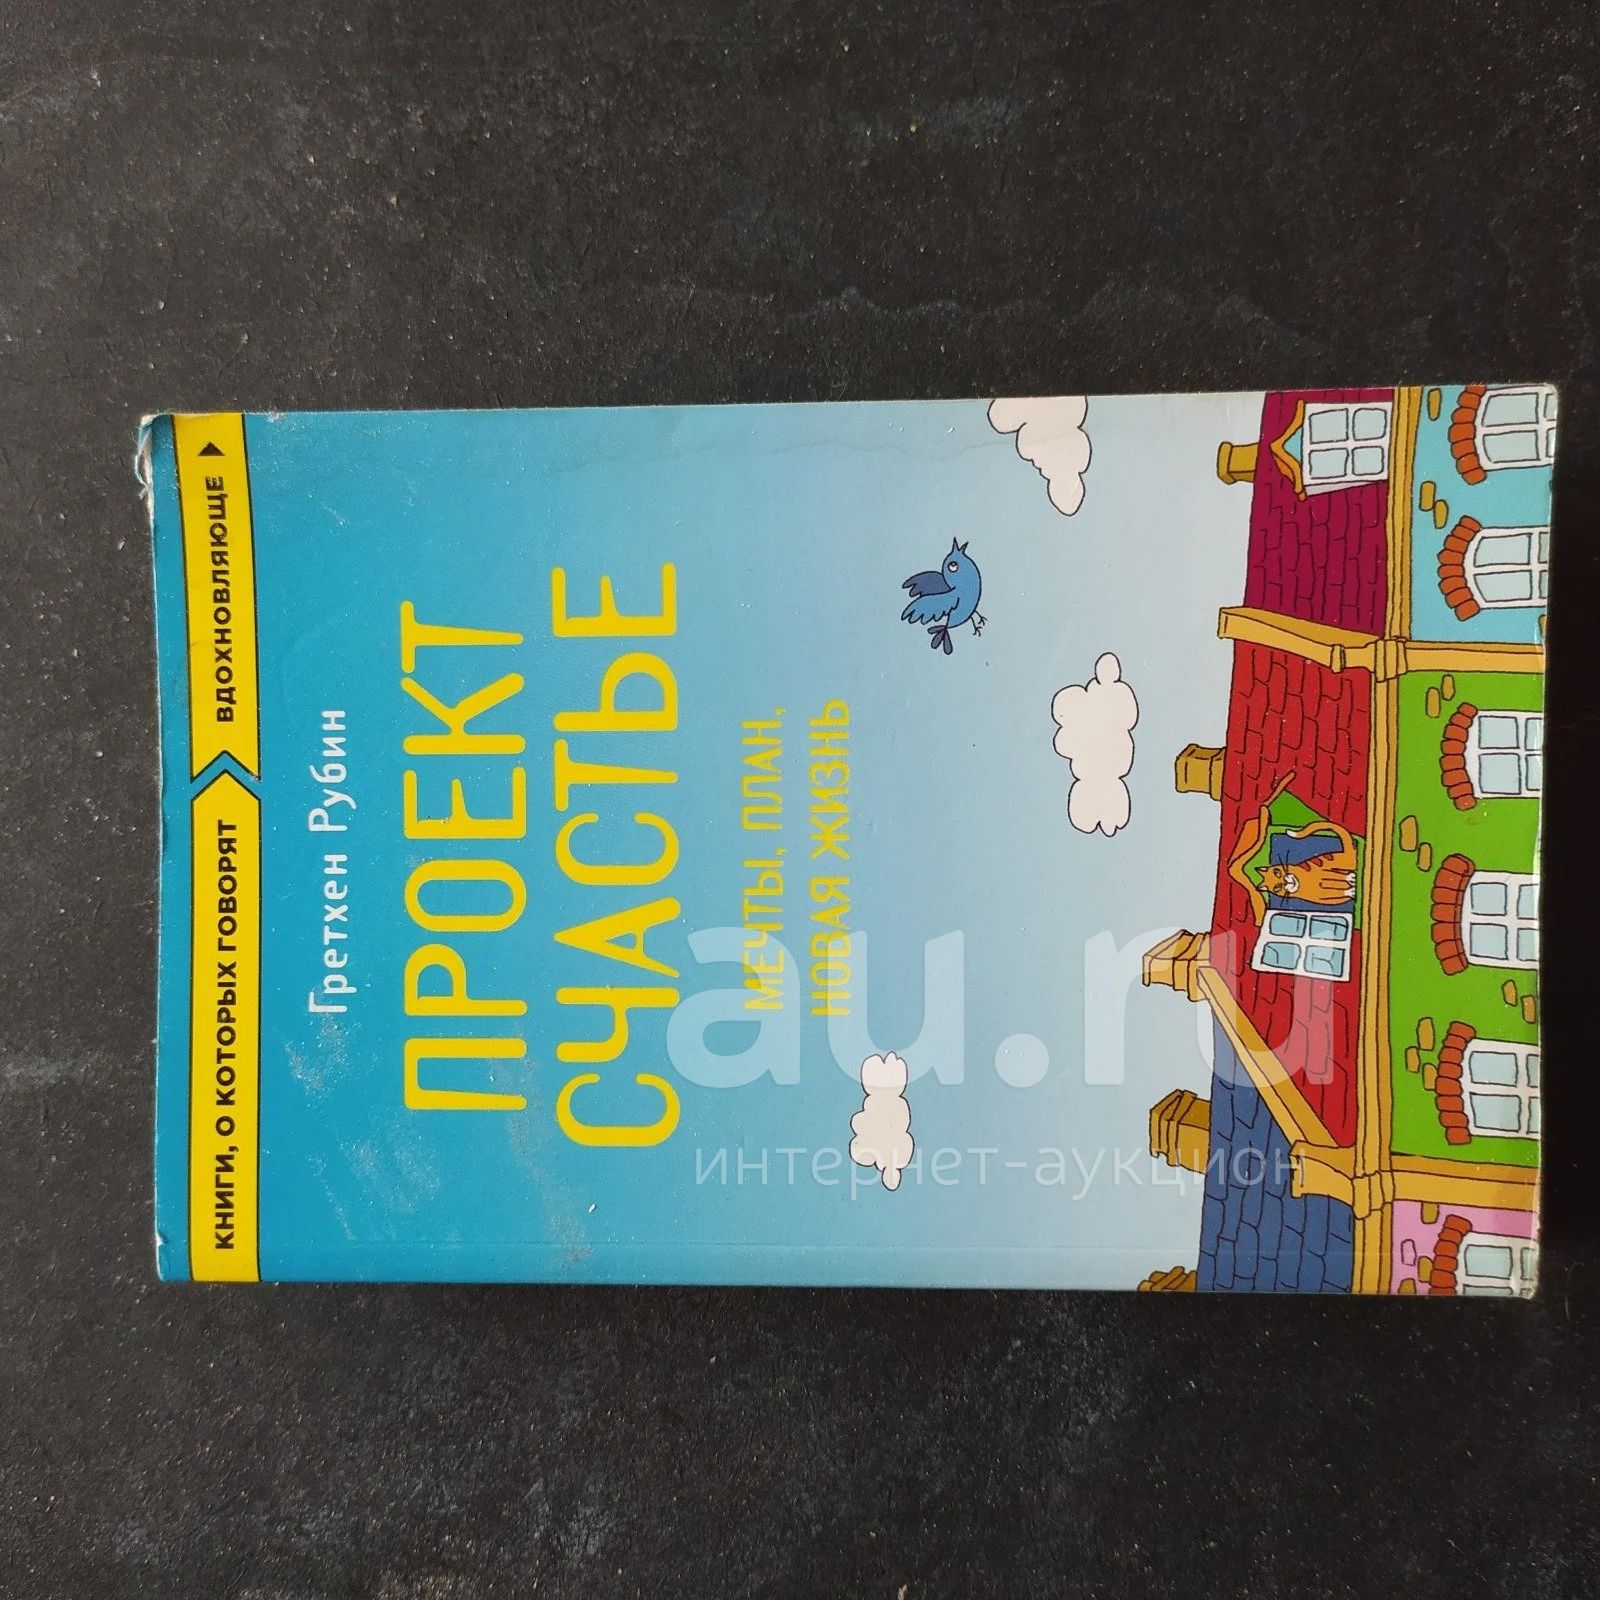 КНИГИ, О КОТОРЫХ ГОВОРЯТ
ВДОХНОВЛЯЮЩЕ
Гретхен Рубин
ПРОЕКТ
СЧАСТЬЕ
МЕЧТЫ, ПЛАН,
НОВАЯ ЖИЗНЬ
au.ru
интернет-аукцион